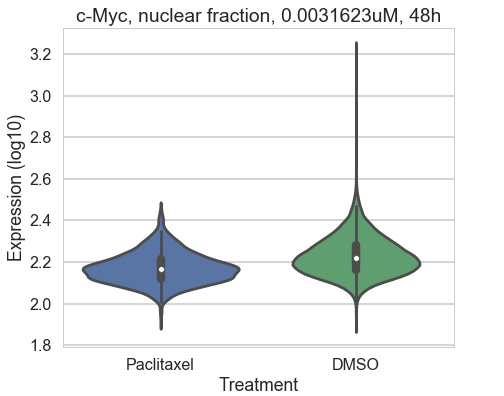 c-Myc, nuclear fraction, 0.0031623uM, 48h
Expression (log10)
3.2
3.0
2.8
2.6
2.4
2.2
2.0
1.8
Paclitaxel
DMSO
Treatment